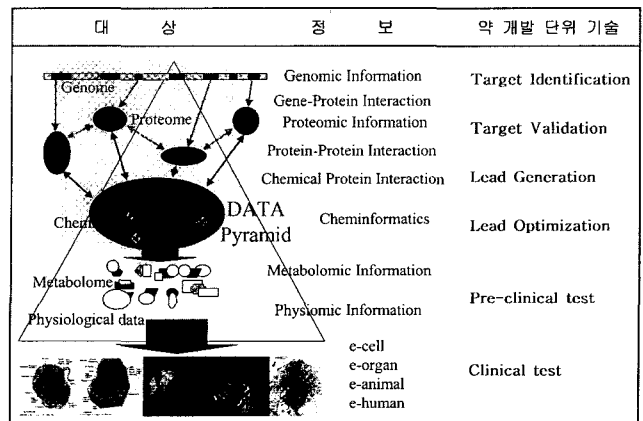 대 상 정 보 약 개발 단위 기술
Genome
Proteome
DATA
Pyramid
Metabolome
Physiological data
Genomic Information
Gene-Protein Interaction
Proteomic Information
Protein-Protein Interaction
Chemical Protein Interaction
Cheminformatics
Metabolomic Information
Physiomic Information
e-cell
e-organ
e-animal
e-human
Target Identification
Target Validation
Lead Generation
Lead Optimization
Pre-clinical test
Clinical test